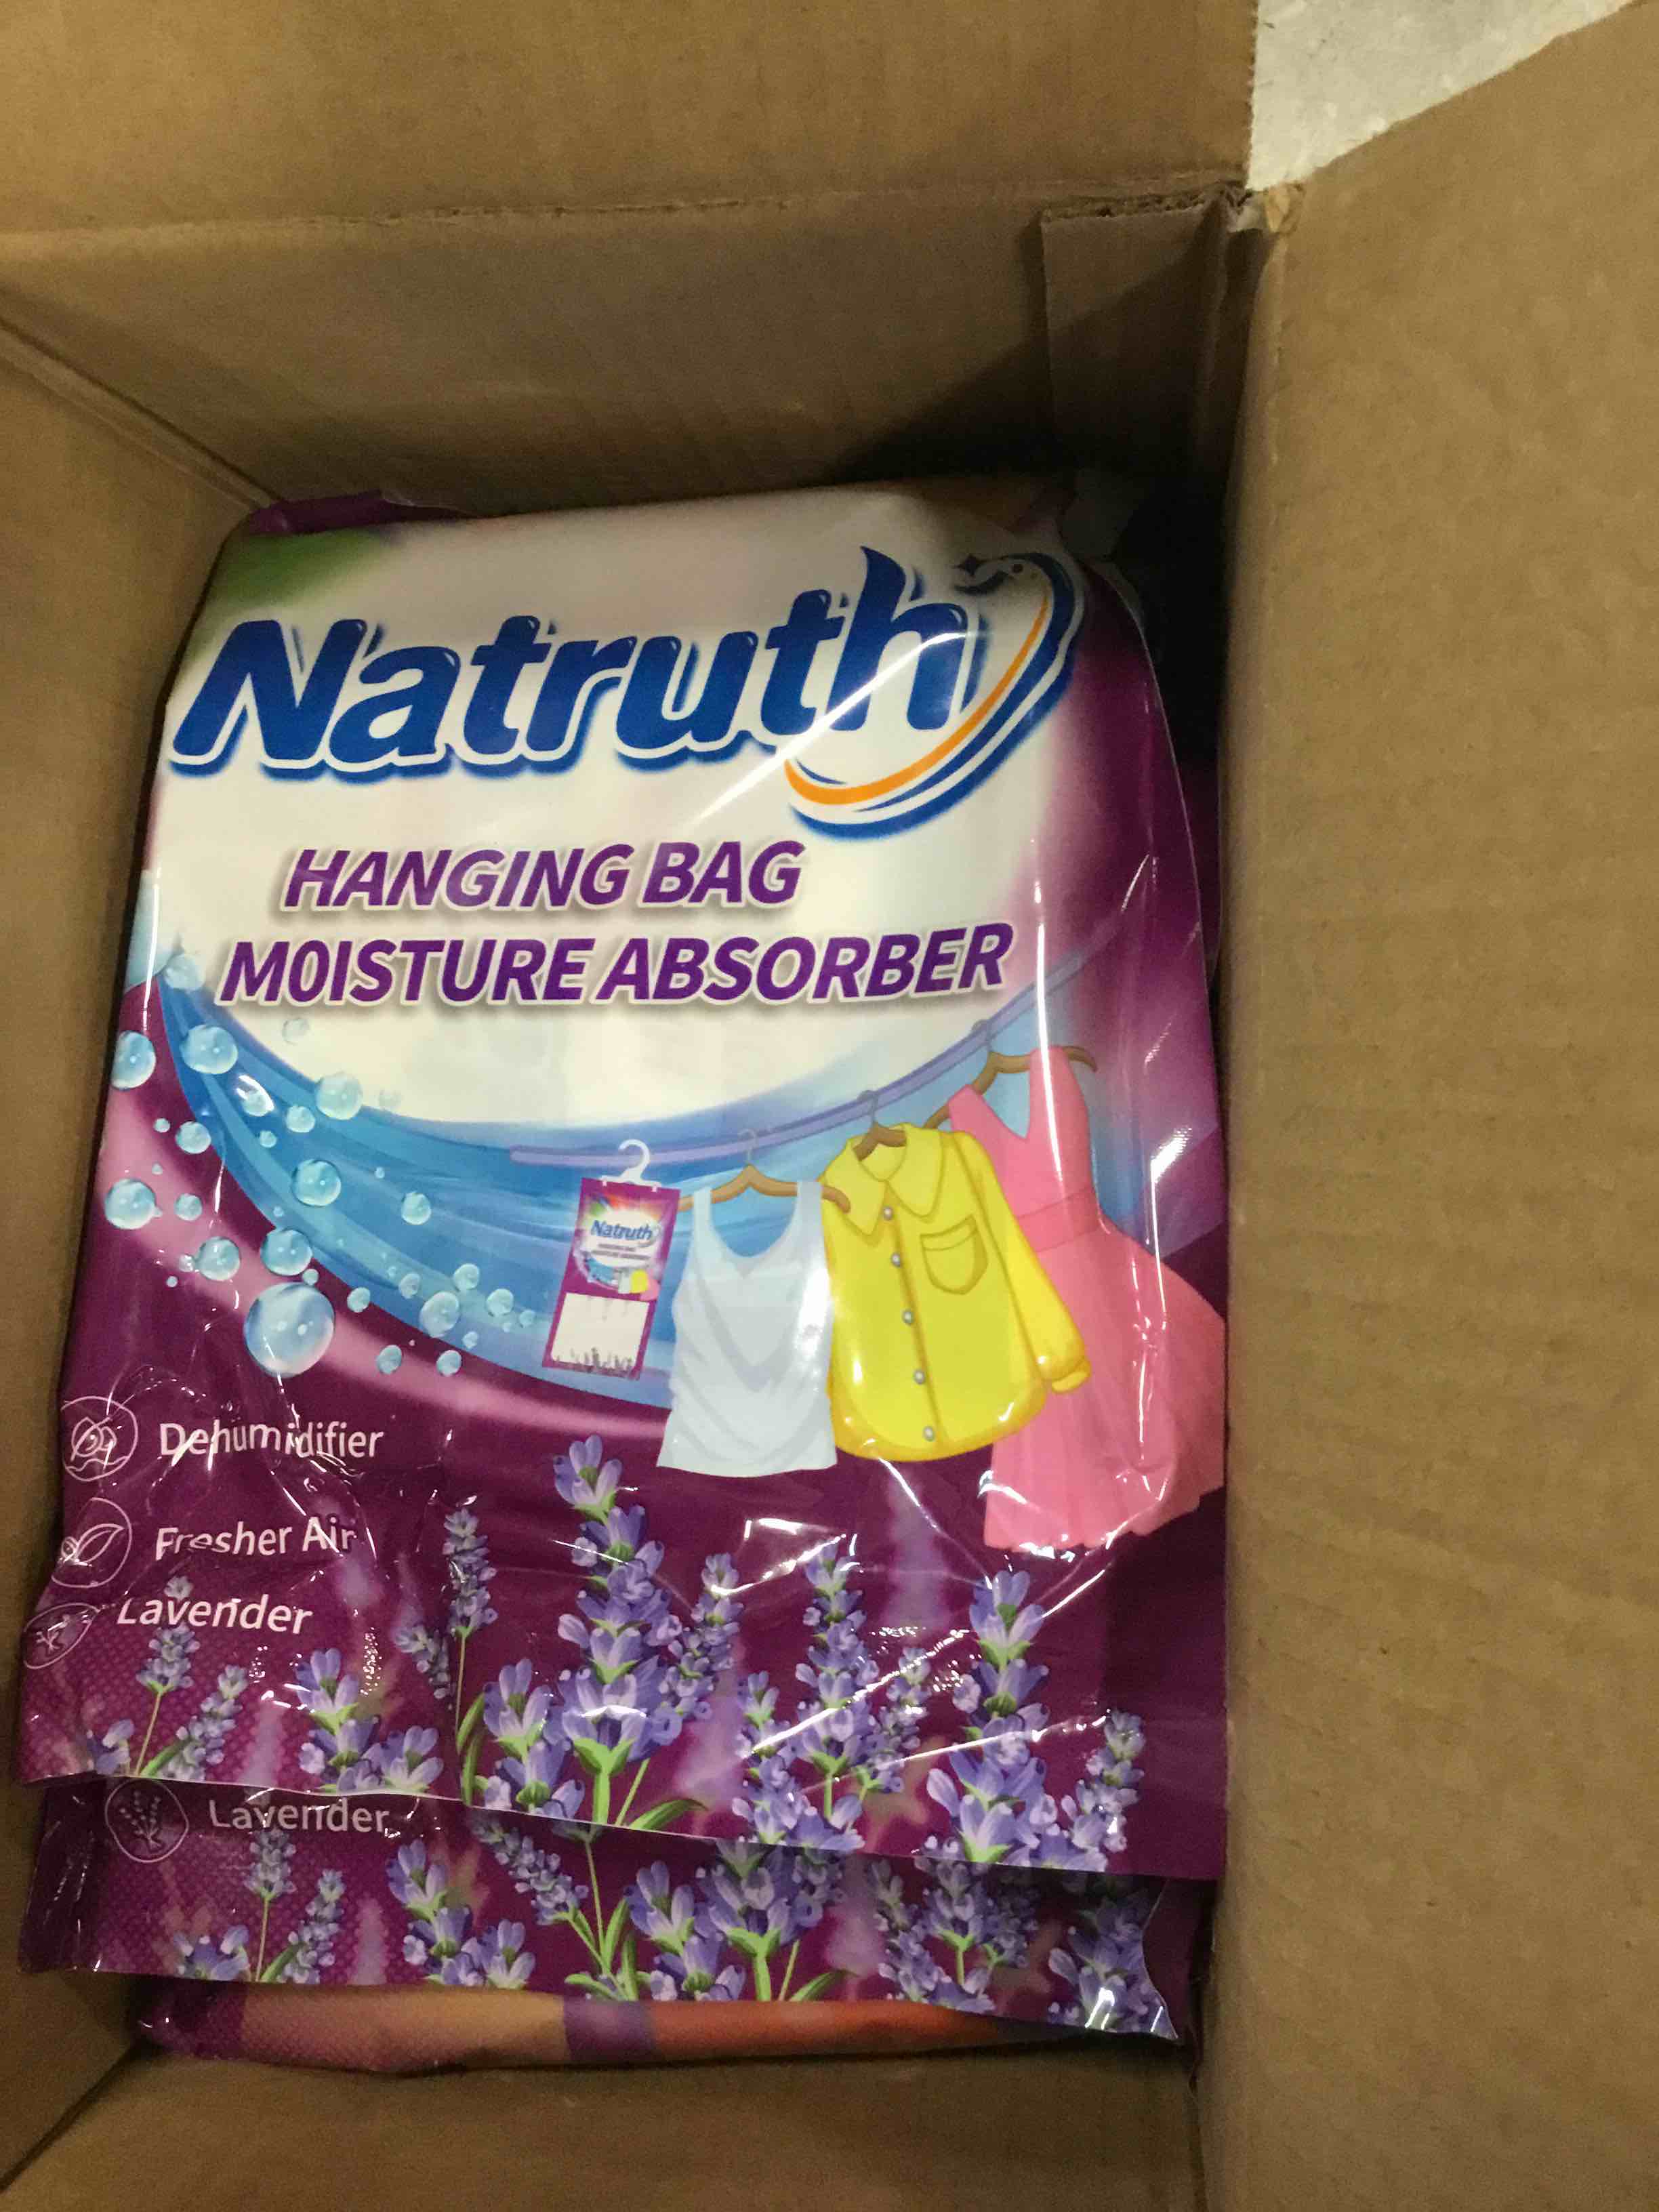 Natruth
HANGING BAG
MOISTURE ABSORBER
Natruth
Dehumidifier
Fresher Air
Lavender
Lavender